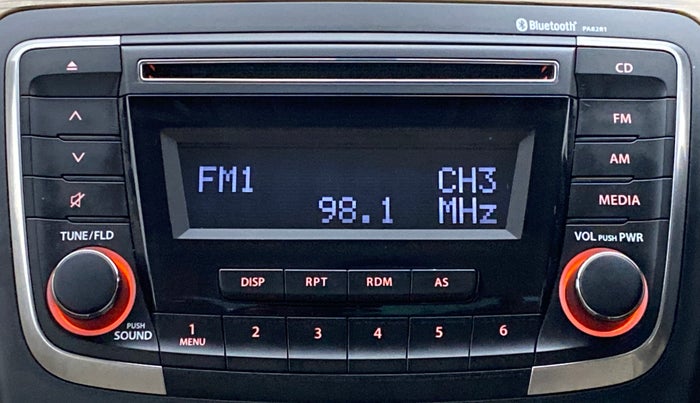 Bluetooth® PA8281
CD
FM
AM
MEDIA
FM1 CH3
98.1 MHz
TUNE/FLD
VOL PUSH PWR
DISP RPT RDM AS
PUSH SOUND
1 2 3 4 5 6
MENU